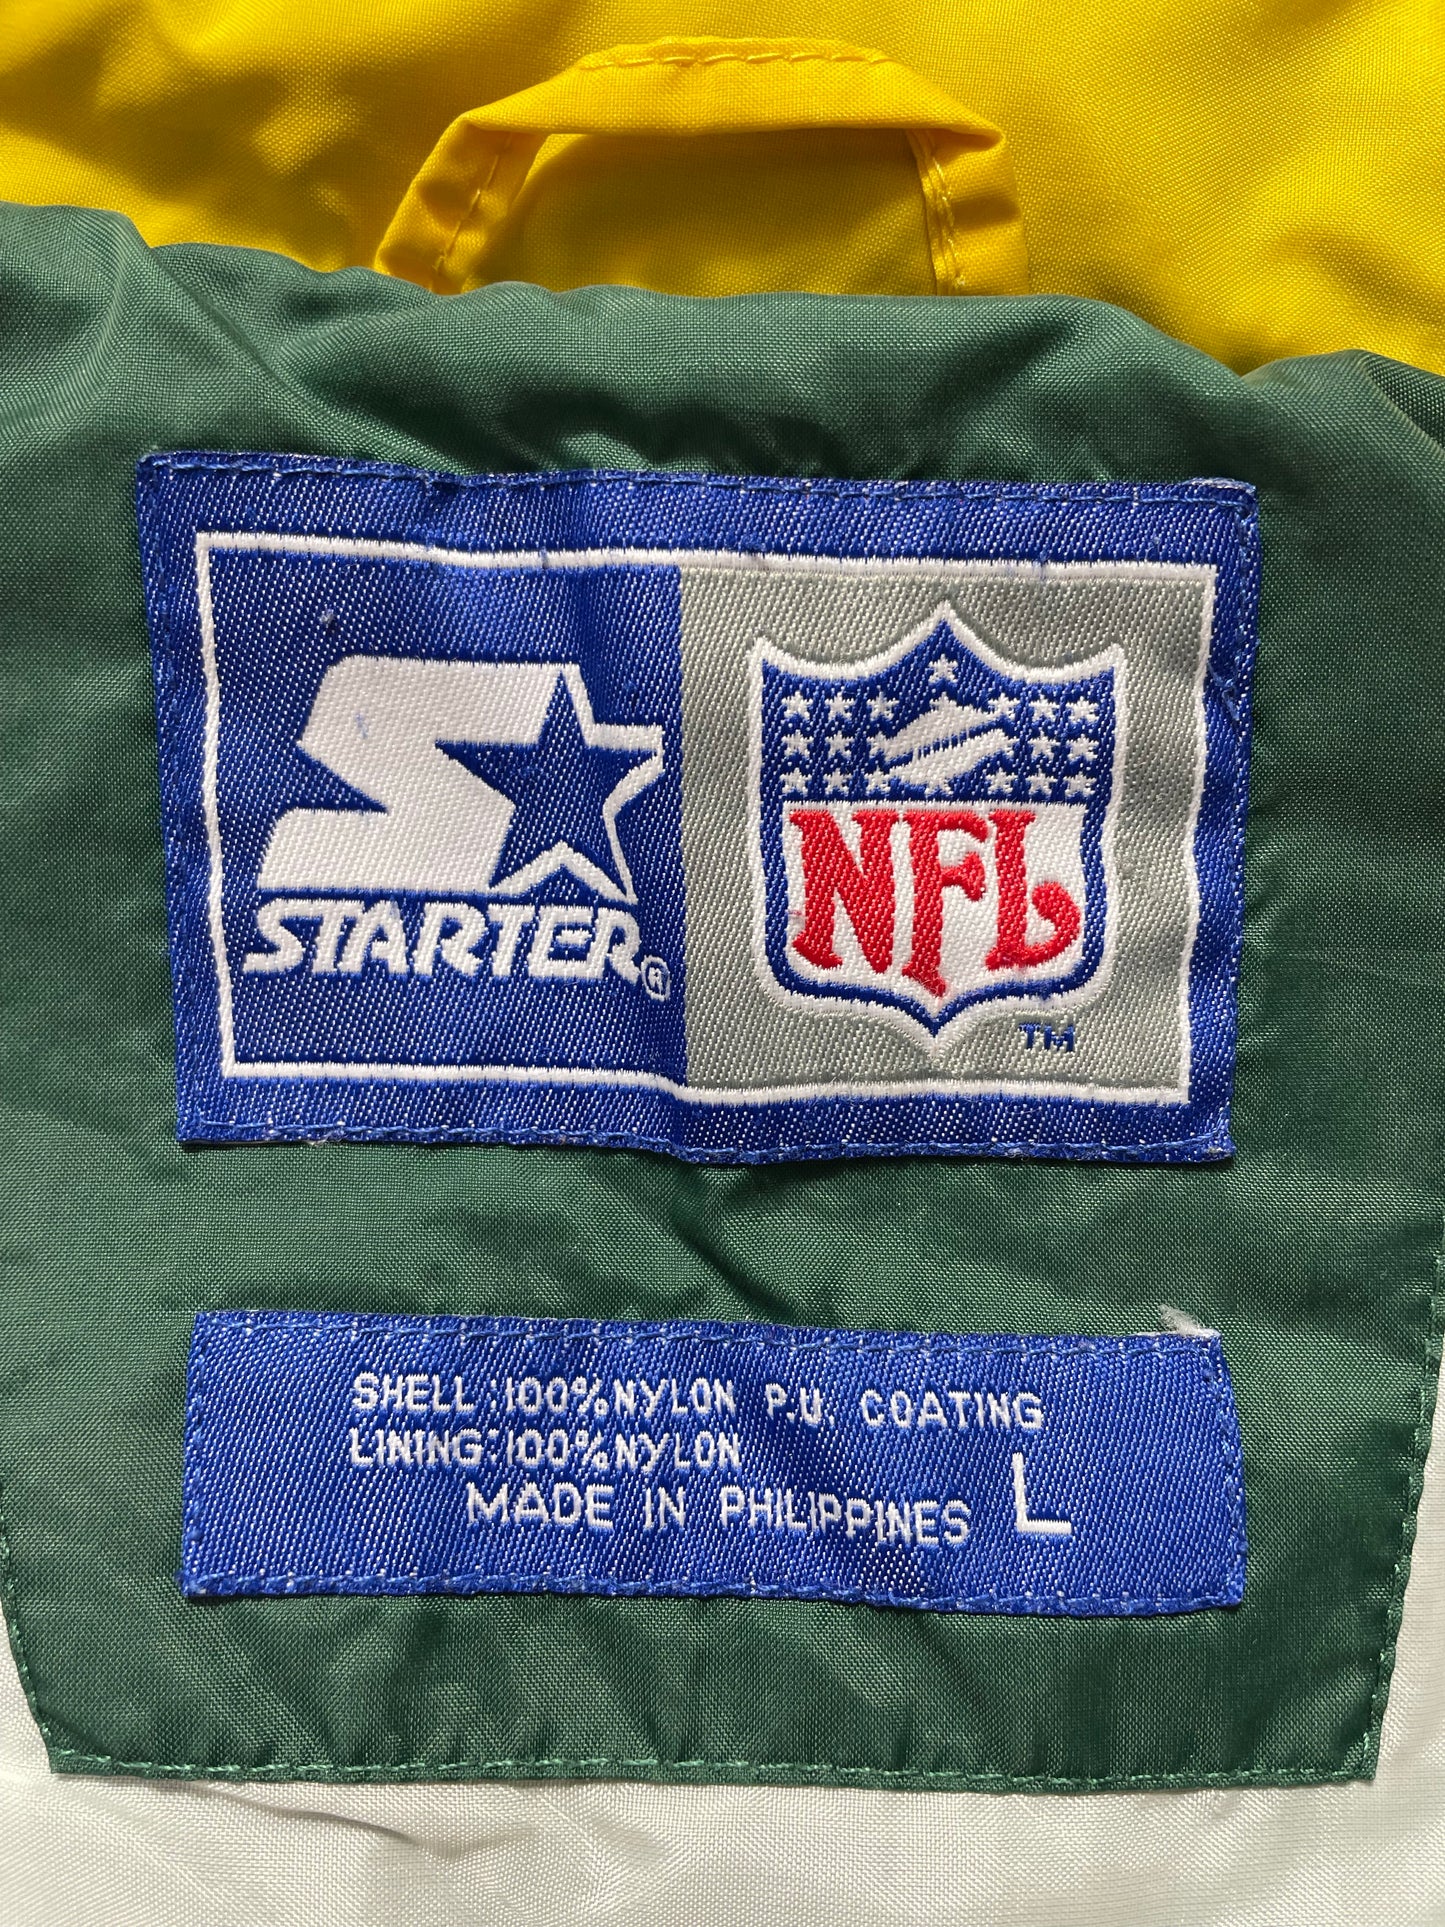 STARTER®
NFL
TM
SHELL:100% NYLON P.U. COATING
LINING:100% NYLON
MADE IN PHILIPPINES L